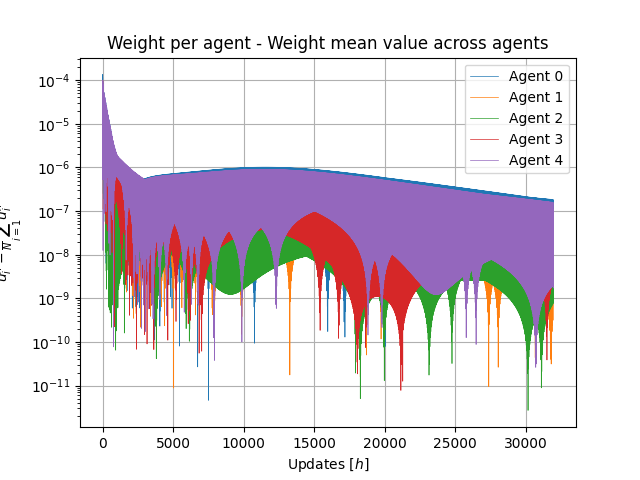 Weight per agent - Weight mean value across agents
Agent 0
Agent 1
Agent 2
Agent 3
Agent 4
10⁻⁴
10⁻⁵
10⁻⁶
10⁻⁷
10⁻⁸
10⁻⁹
10⁻¹⁰
10⁻¹¹
0 5000 10000 15000 20000 25000 30000
Updates [h]